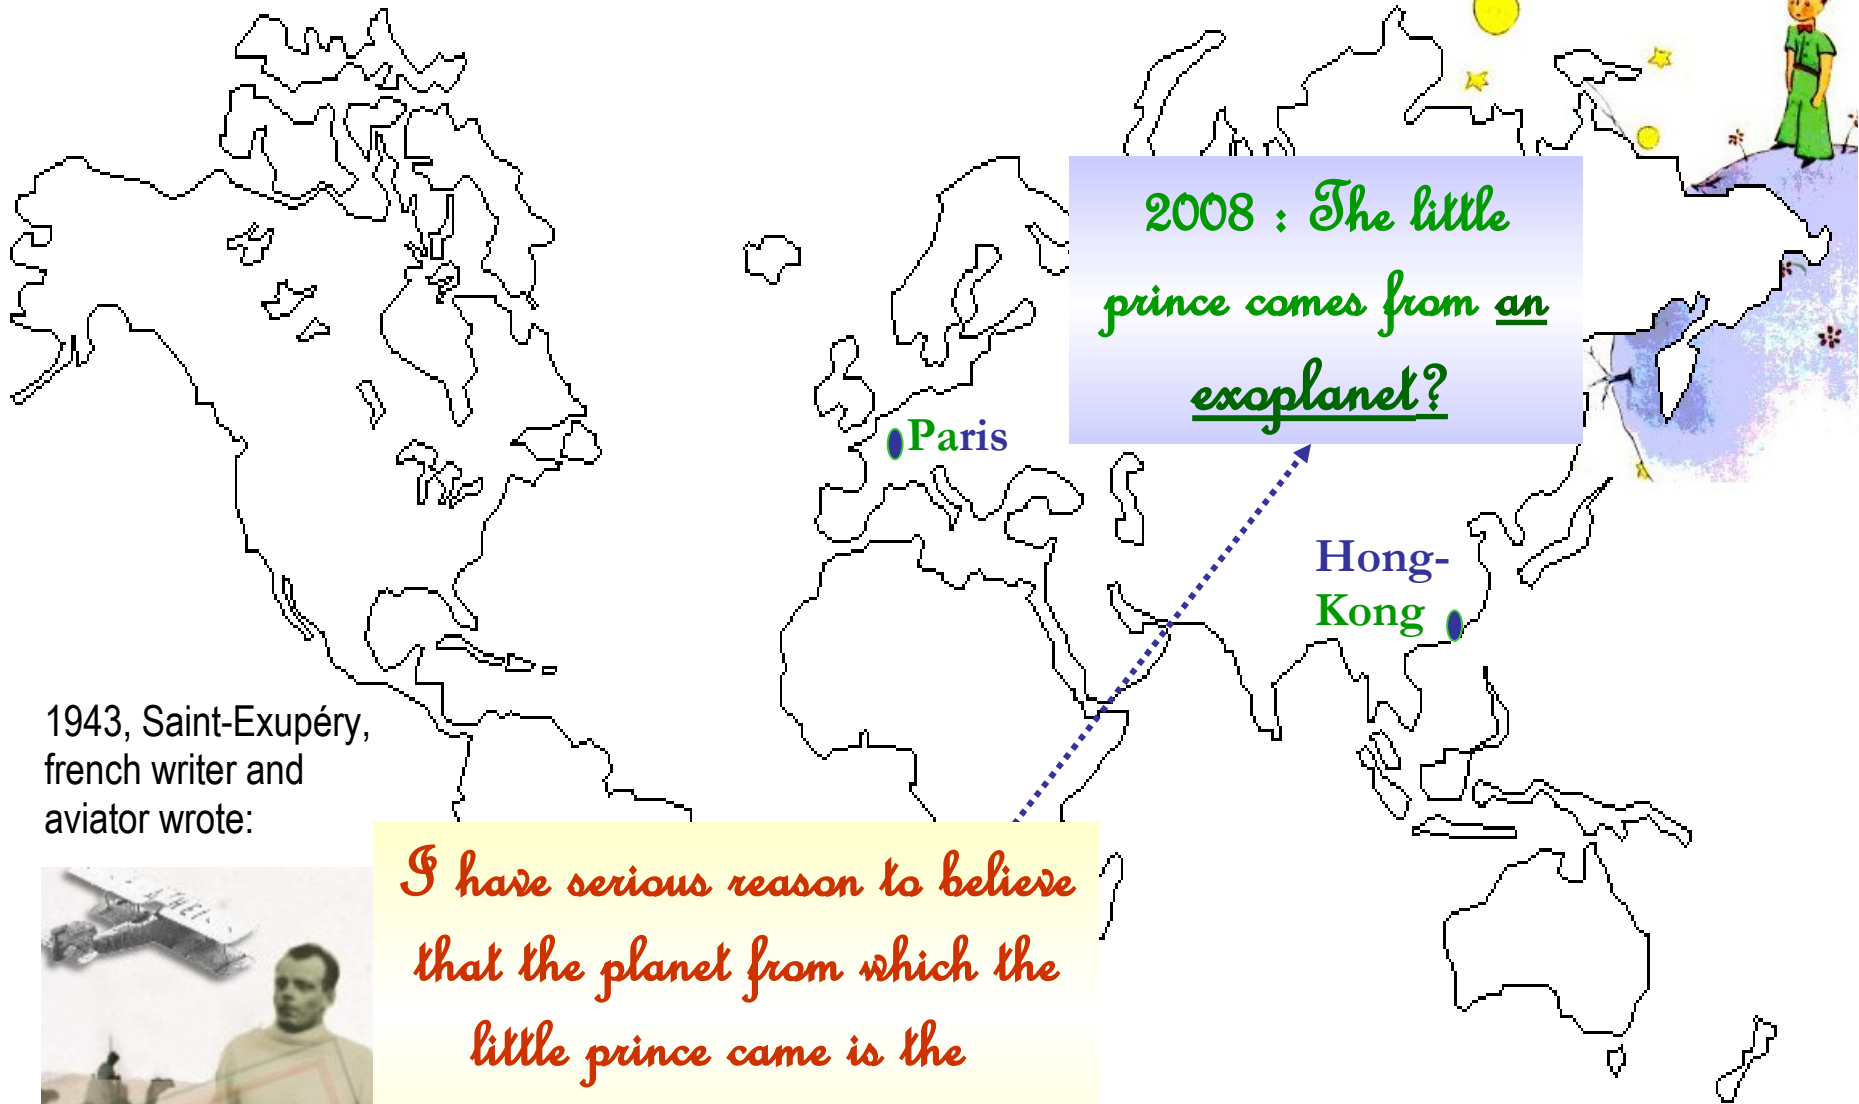 2008 : The little
prince comes from an
exoplanet?
Paris
Hong-
Kong
1943, Saint-Exupéry,
french writer and
aviator wrote:
I have serious reason to believe
that the planet from which the
little prince came is the